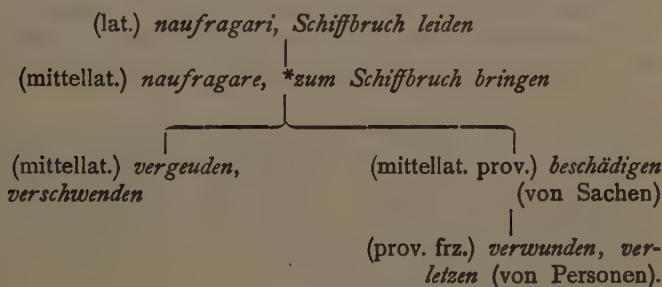 (lat.) naufragari, Schiffbruch leiden
(mittellat.) naufragare, *zum Schiffbruch bringen
(mittellat.) vergeuden,
verschwenden
(mittellat. prov.) beschädigen
(von Sachen)
(prov. frz.) verwunden, ver-
letzen (von Personen).